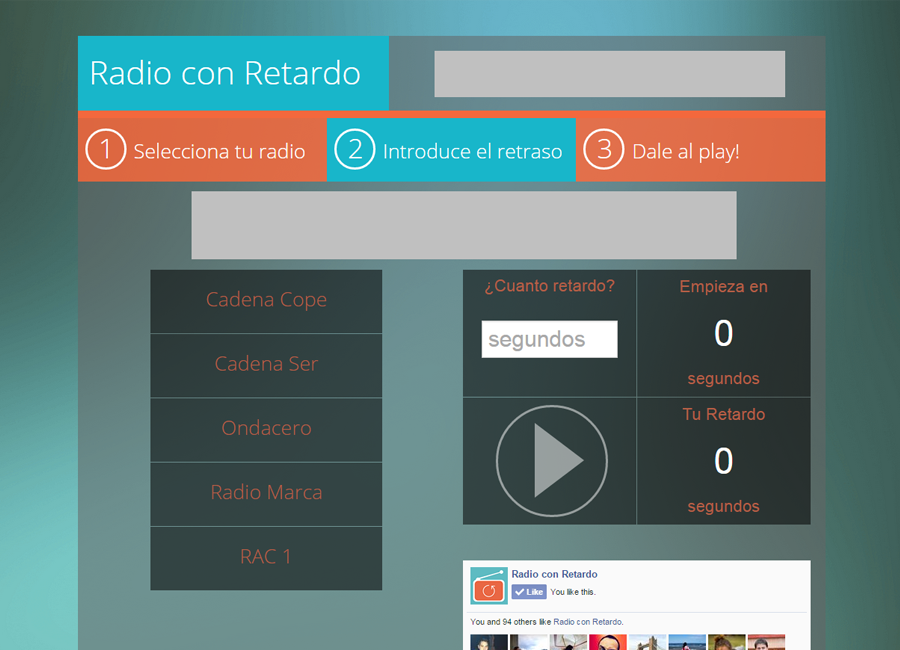 Radio con Retardo
1 Selecciona tu radio
2 Introduce el retraso
3 Dale al play!
Cadena Cope
Cadena Ser
Ondacero
Radio Marca
RAC 1
¿Cuanto retardo?
segundos
Empieza en
0
segundos
Tu Retardo
0
segundos
Radio con Retardo
Like You like this.
You and 94 others like Radio con Retardo.